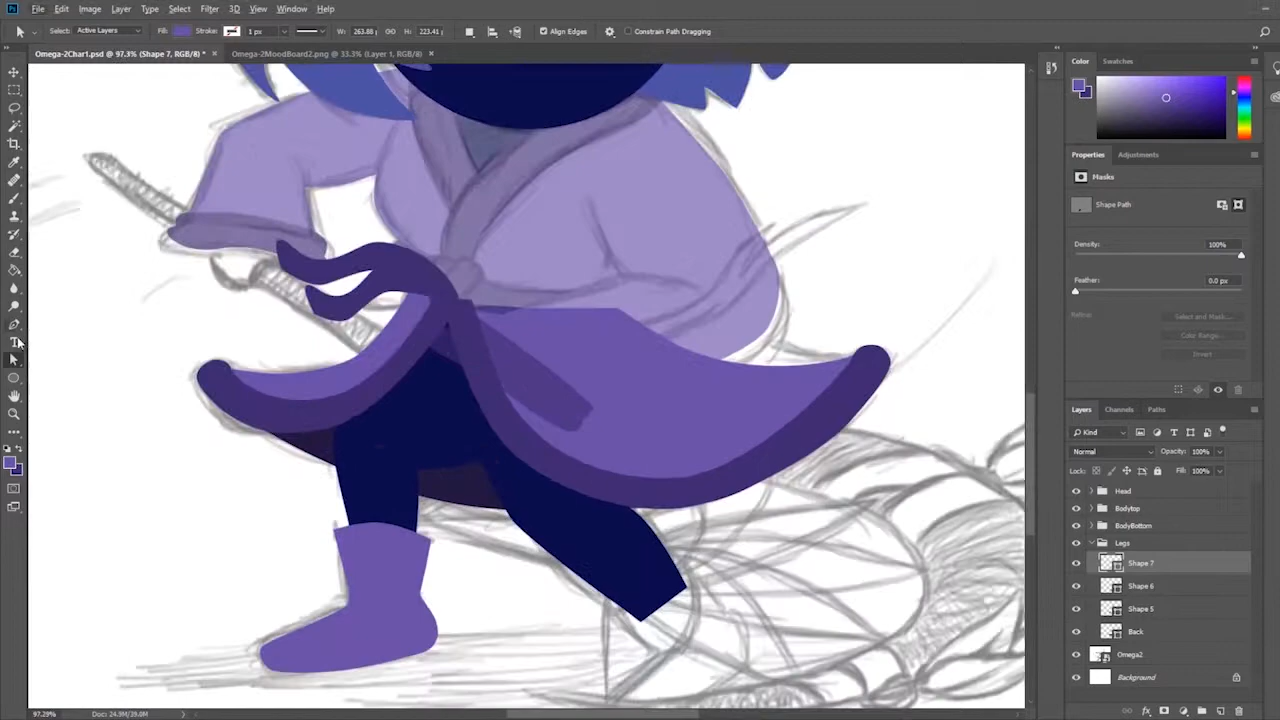 File Edit Image Layer Type Select Filter 3D View Window Help
Select: Active Layers Fill: Stroke: 1 px W: 263.88 H: 223.41 Align Edges Constrain Path Dragging
Omega-2Char1.psd @ 97.3% (Shape 7, RGB/8) * × Omega-2MoodBoard2.png @ 33.3% (Layer 1, RGB/8) ×
Color Swatches
Properties Adjustments
Masks
Shape Path
Density: 100%
Feather: 0.0 px
Refine: Select and Mask...
Color Range...
Invert
Layers Channels Paths
Kind
Normal Opacity: 100%
Lock: Fill: 100%
Head
Bodytop
BodyBottom
Legs
Shape 7
Shape 6
Shape 5
Back
Omega2
Background
97.29% Doc: 24.9M/39.0M